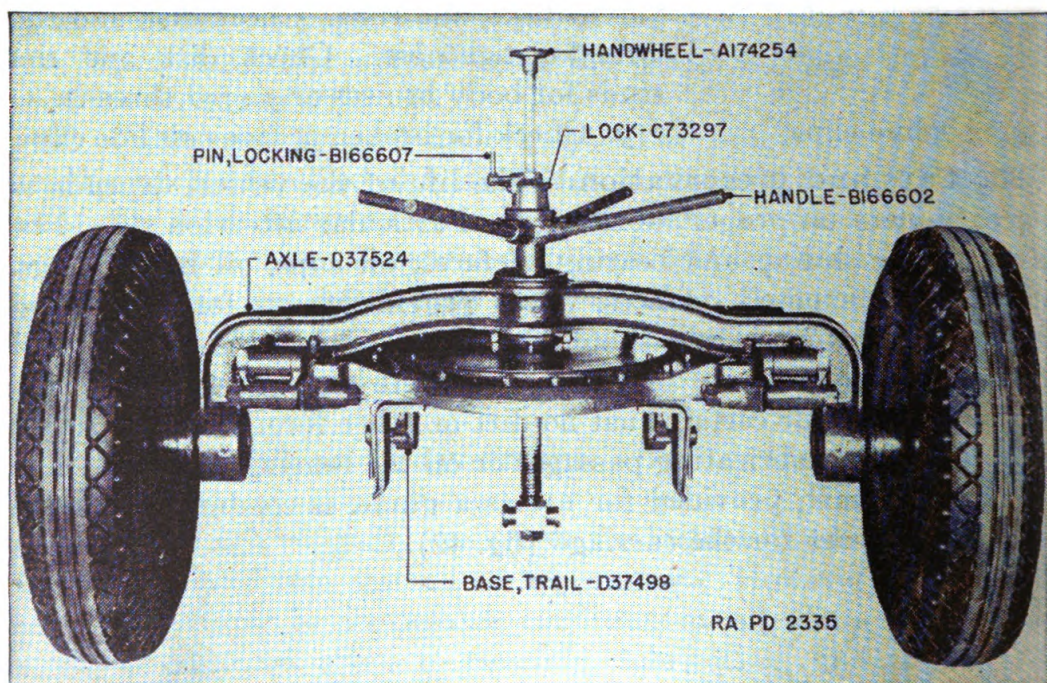 HANDWHEEL-A174254
LOCK-C73297
PIN, LOCKING-B166607
HANDLE-B166602
AXLE-D37524
BASE, TRAIL-D37498
RA PD 2335